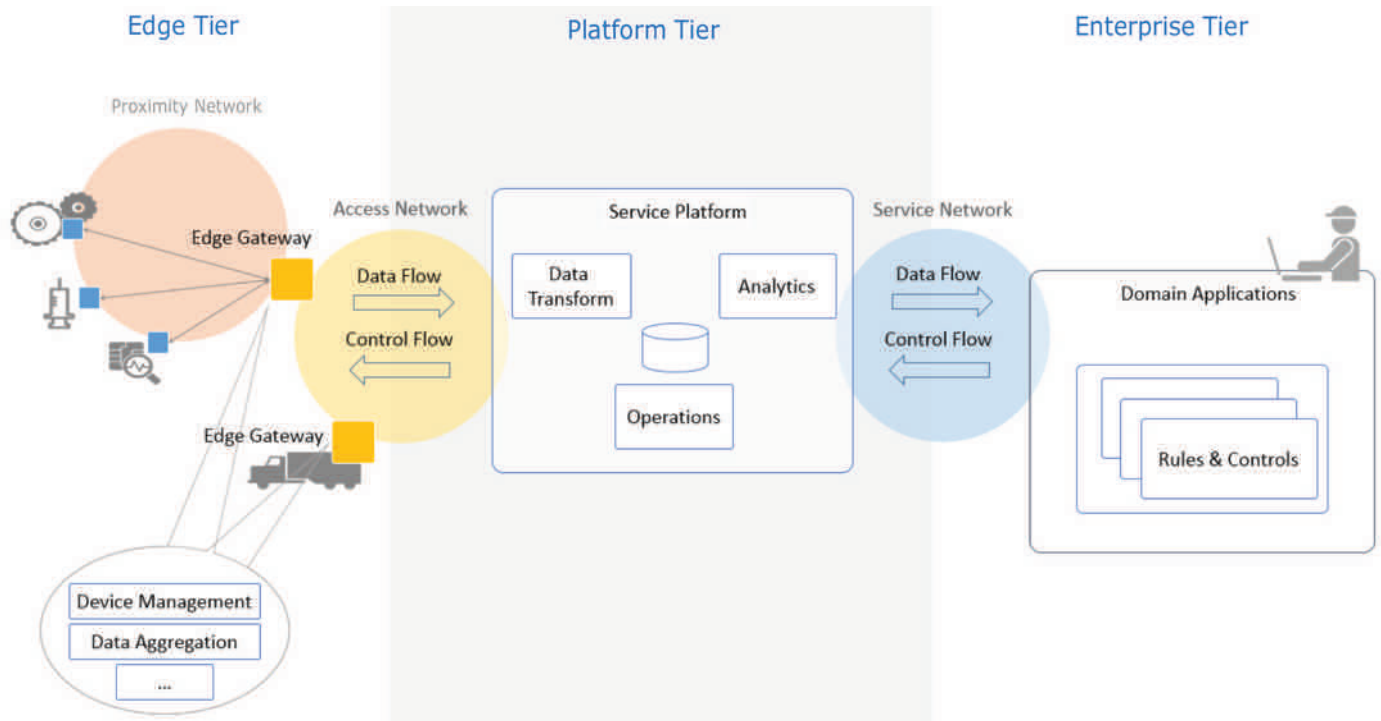 Edge Tier
Platform Tier
Enterprise Tier
Proximity Network
Access Network
Service Platform
Service Network
Edge Gateway
Data Flow
Control Flow
Data
Transform
Analytics
Operations
Data Flow
Control Flow
Domain Applications
Rules & Controls
Edge Gateway
Device Management
Data Aggregation
...